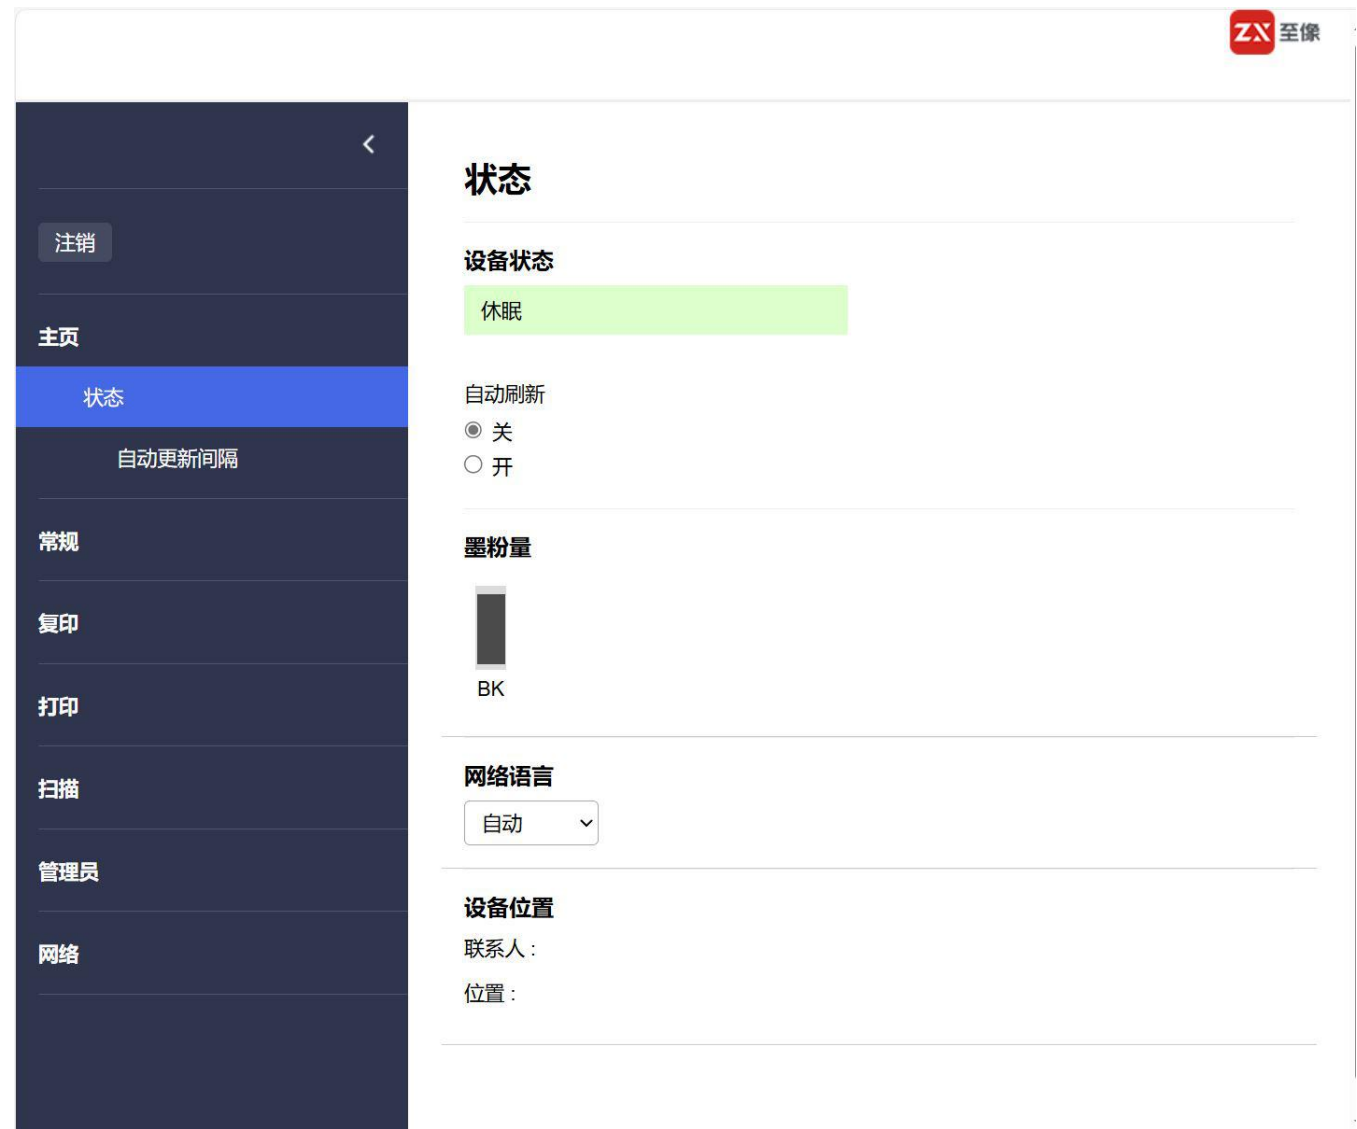 ZX 至像
注销
主页
状态
自动更新间隔
常规
复印
打印
扫描
管理员
网络
状态
设备状态
休眠
自动刷新
关
开
墨粉量
BK
网络语言
自动
设备位置
联系人 :
位置 :